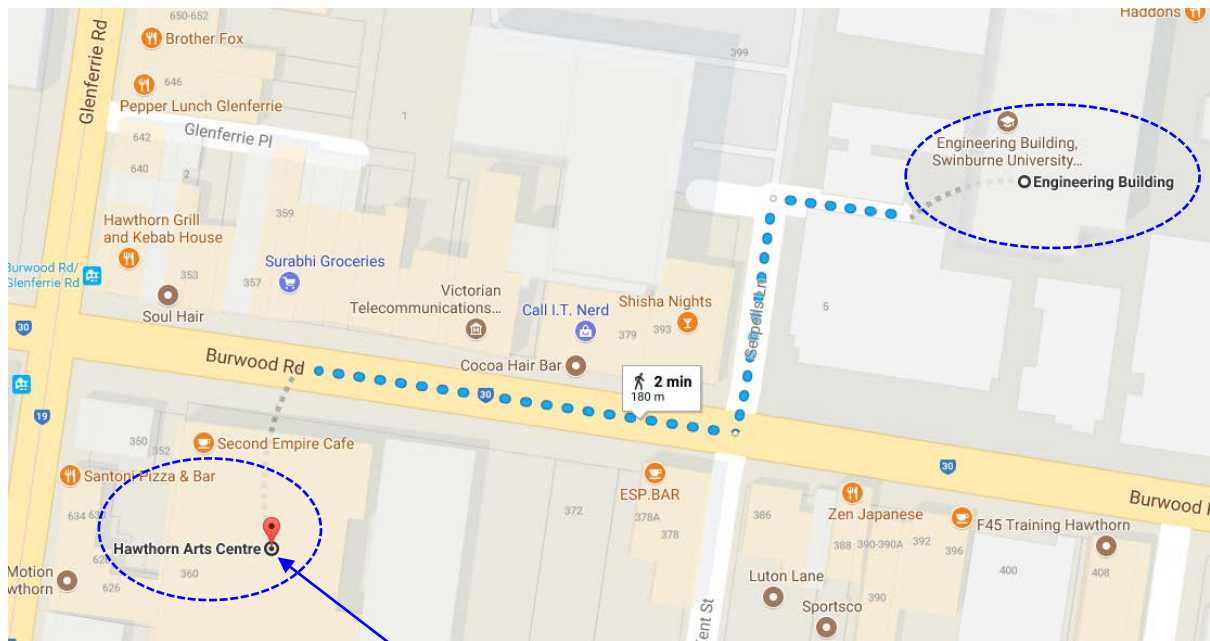 650-652
Haddons
Brother Fox
399
Glenferrie Rd
646
Pepper Lunch Glenferrie
1
Glenferrie Pl
642
640
2
Engineering Building,
Swinburne University...
Engineering Building
359
Hawthorn Grill
and Kebab House
Burwood Rd/
Glenferrie Rd
353
357
Surabhi Groceries
Soul Hair
Victorian
Telecommunications...
Call I.T. Nerd
Shisha Nights
379
393
5
Serpells Ln
30
Burwood Rd
Cocoa Hair Bar
2 min
180 m
30
19
350
352
Second Empire Cafe
Santoni Pizza & Bar
30
ESP.BAR
Burwood
634
372
378A
378
386
Zen Japanese
F45 Training Hawthorn
388
390-390A
392
396
Hawthorn Arts Centre
360
626
Motion
wthorn
Luton Lane
390
400
408
Sportsco
ent St